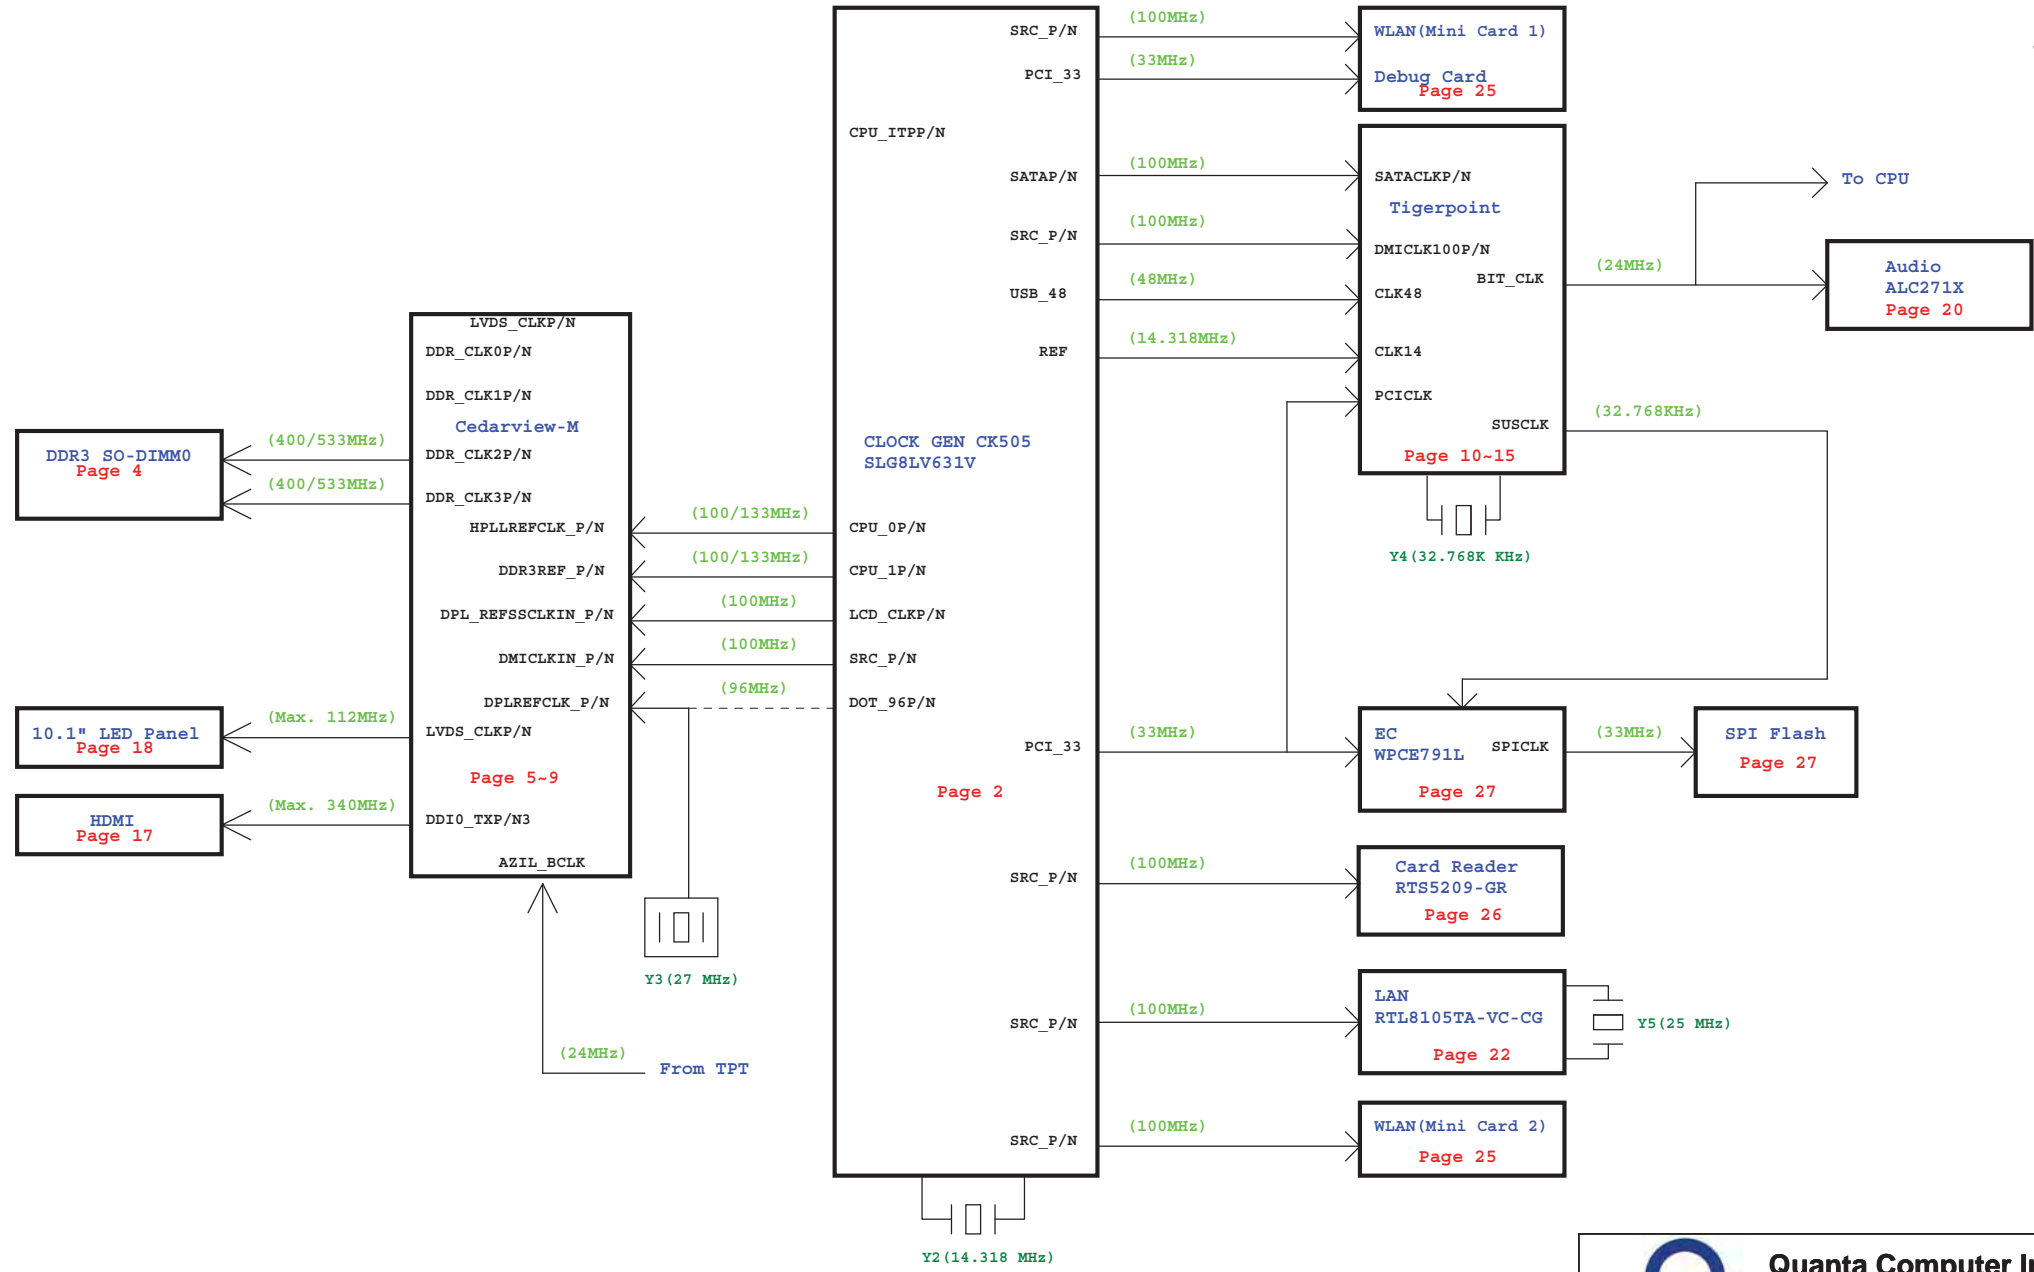 SRC_P/N
(100MHz)
WLAN(Mini Card 1)
PCI_33
(33MHz)
Debug Card
Page 25
CPU_ITPP/N
SATAP/N
(100MHz)
SATACLKP/N
Tigerpoint
SRC_P/N
(100MHz)
DMICLK100P/N
BIT_CLK
(24MHz)
To CPU
Audio
ALC271X
Page 20
USB_48
(48MHz)
CLK48
REF
(14.318MHz)
CLK14
PCICLK
SUSCLK
(32.768KHz)
Page 10~15
Y4(32.768K KHz)
LVDS_CLKP/N
DDR_CLK0P/N
DDR_CLK1P/N
Cedarview-M
DDR3 SO-DIMM0
Page 4
(400/533MHz)
DDR_CLK2P/N
(400/533MHz)
DDR_CLK3P/N
CLOCK GEN CK505
SLG8LV631V
HPLLREFCLK_P/N
(100/133MHz)
CPU_0P/N
DDR3REF_P/N
(100/133MHz)
CPU_1P/N
DPL_REFSSCLKIN_P/N
(100MHz)
LCD_CLKP/N
DMICLKIN_P/N
(100MHz)
SRC_P/N
DPLREFCLK_P/N
(96MHz)
DOT_96P/N
10.1" LED Panel
Page 18
(Max. 112MHz)
LVDS_CLKP/N
Page 5~9
HDMI
Page 17
(Max. 340MHz)
DDI0_TXP/N3
AZIL_BCLK
Y3(27 MHz)
(24MHz)
From TPT
PCI_33
(33MHz)
Page 2
EC
WPCE791L
SPICLK
Page 27
(33MHz)
SPI Flash
Page 27
SRC_P/N
(100MHz)
Card Reader
RTS5209-GR
Page 26
SRC_P/N
(100MHz)
LAN
RTL8105TA-VC-CG
Page 22
Y5(25 MHz)
SRC_P/N
(100MHz)
WLAN(Mini Card 2)
Page 25
Y2(14.318 MHz)
Quanta Computer